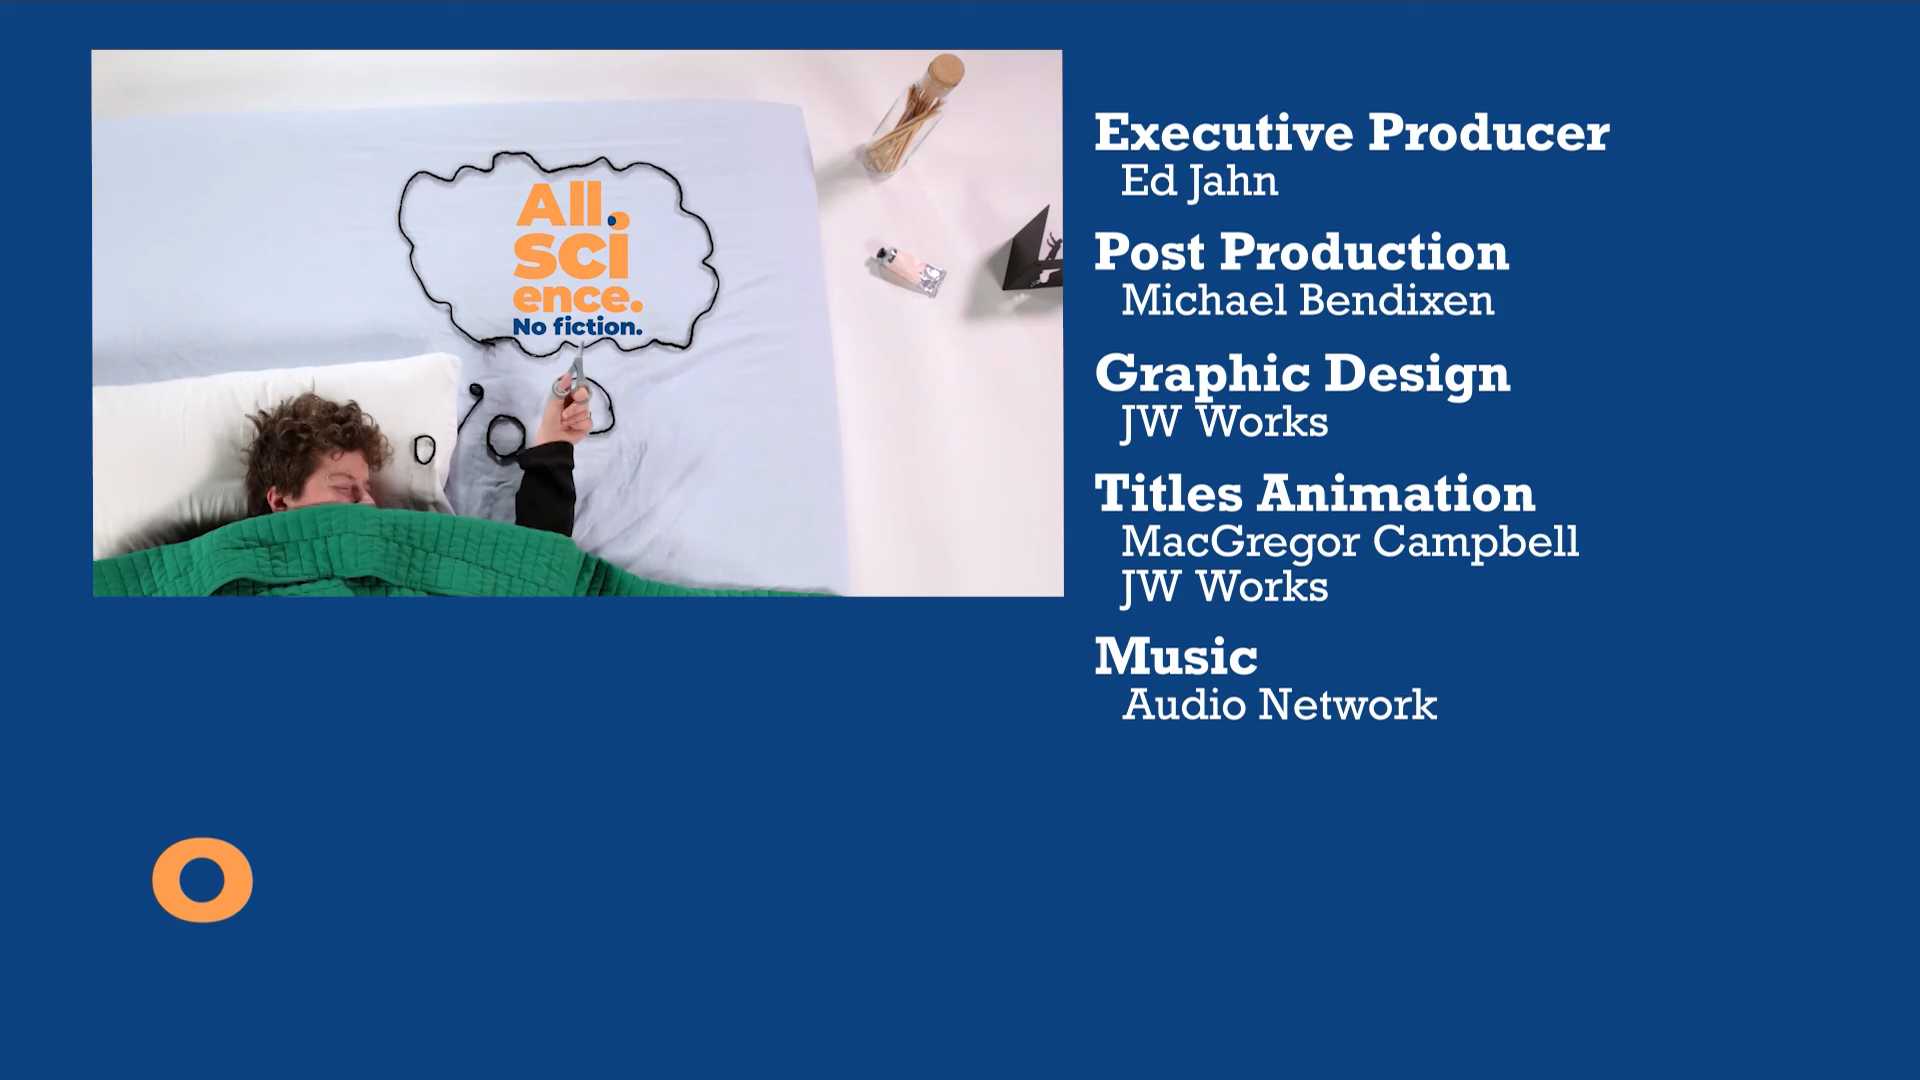 All.
sci
ence.
No fiction.
Executive Producer
Ed Jahn
Post Production
Michael Bendixen
Graphic Design
JW Works
Titles Animation
MacGregor Campbell
JW Works
Music
Audio Network
O